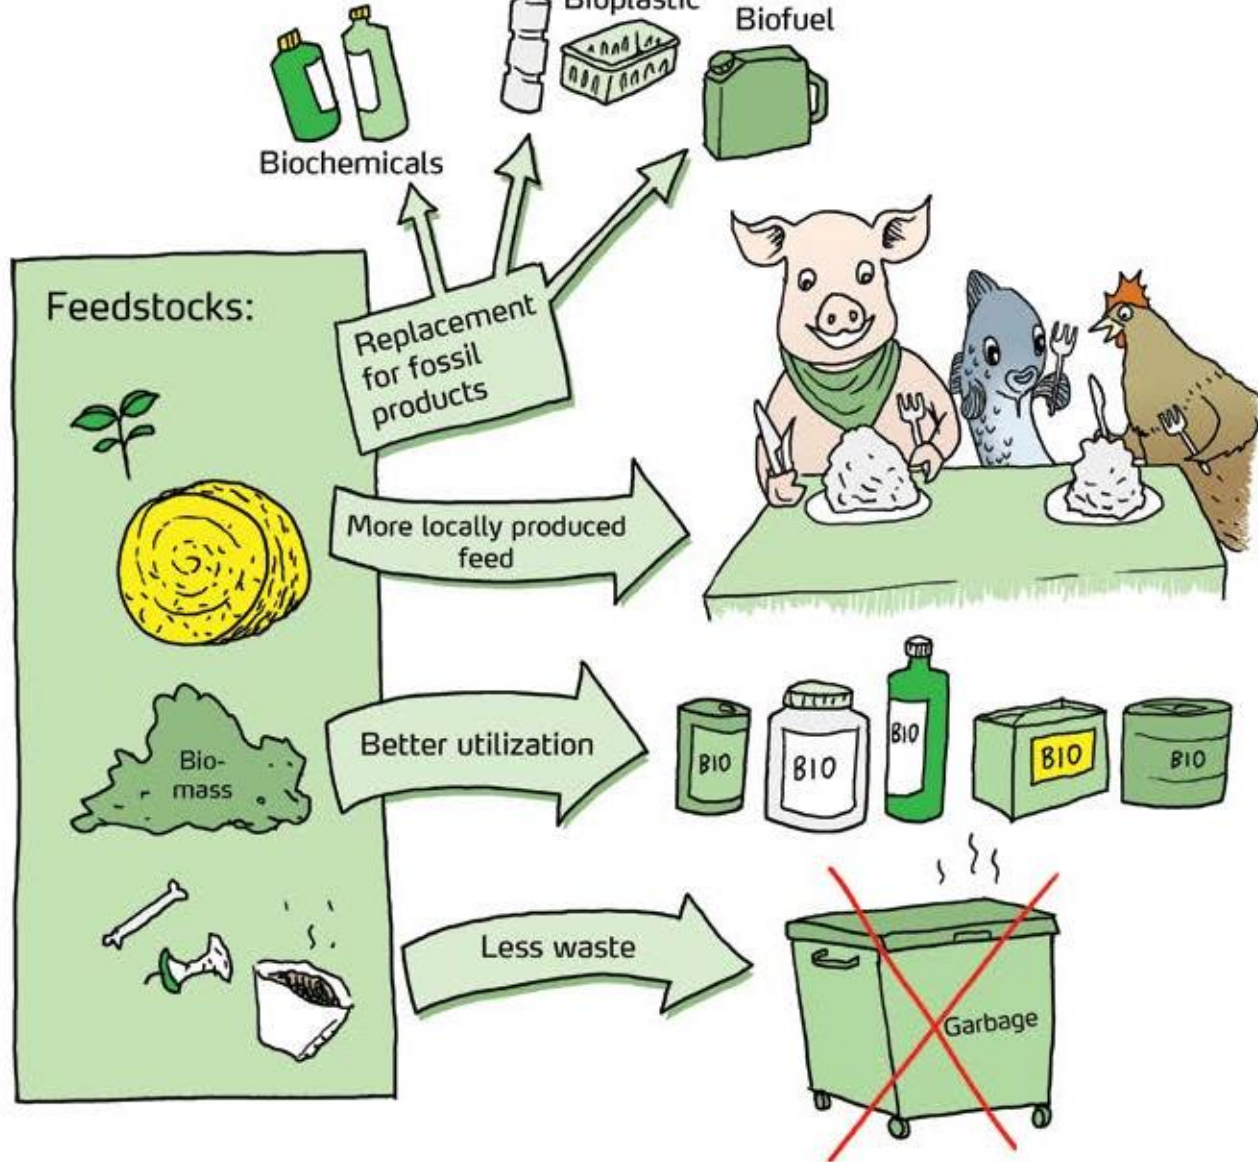 Bioplastic
Biofuel
Biochemicals
Feedstocks:
Replacement
for fossil
products
More locally produced
feed
Bio-
mass
Better utilization
BIO
BIO
BIO
BIO
BIO
Less waste
Garbage